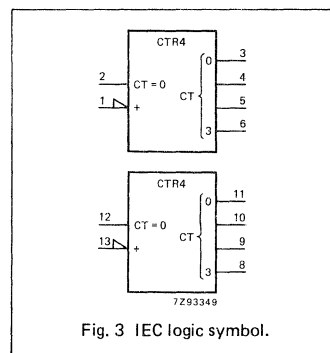 CTR4
0 3
2 CT = 0 4
CT
1 + 5
3 6
CTR4
0 11
12 CT = 0 10
CT
13 + 9
3 8
7Z93349
Fig. 3 IEC logic symbol.